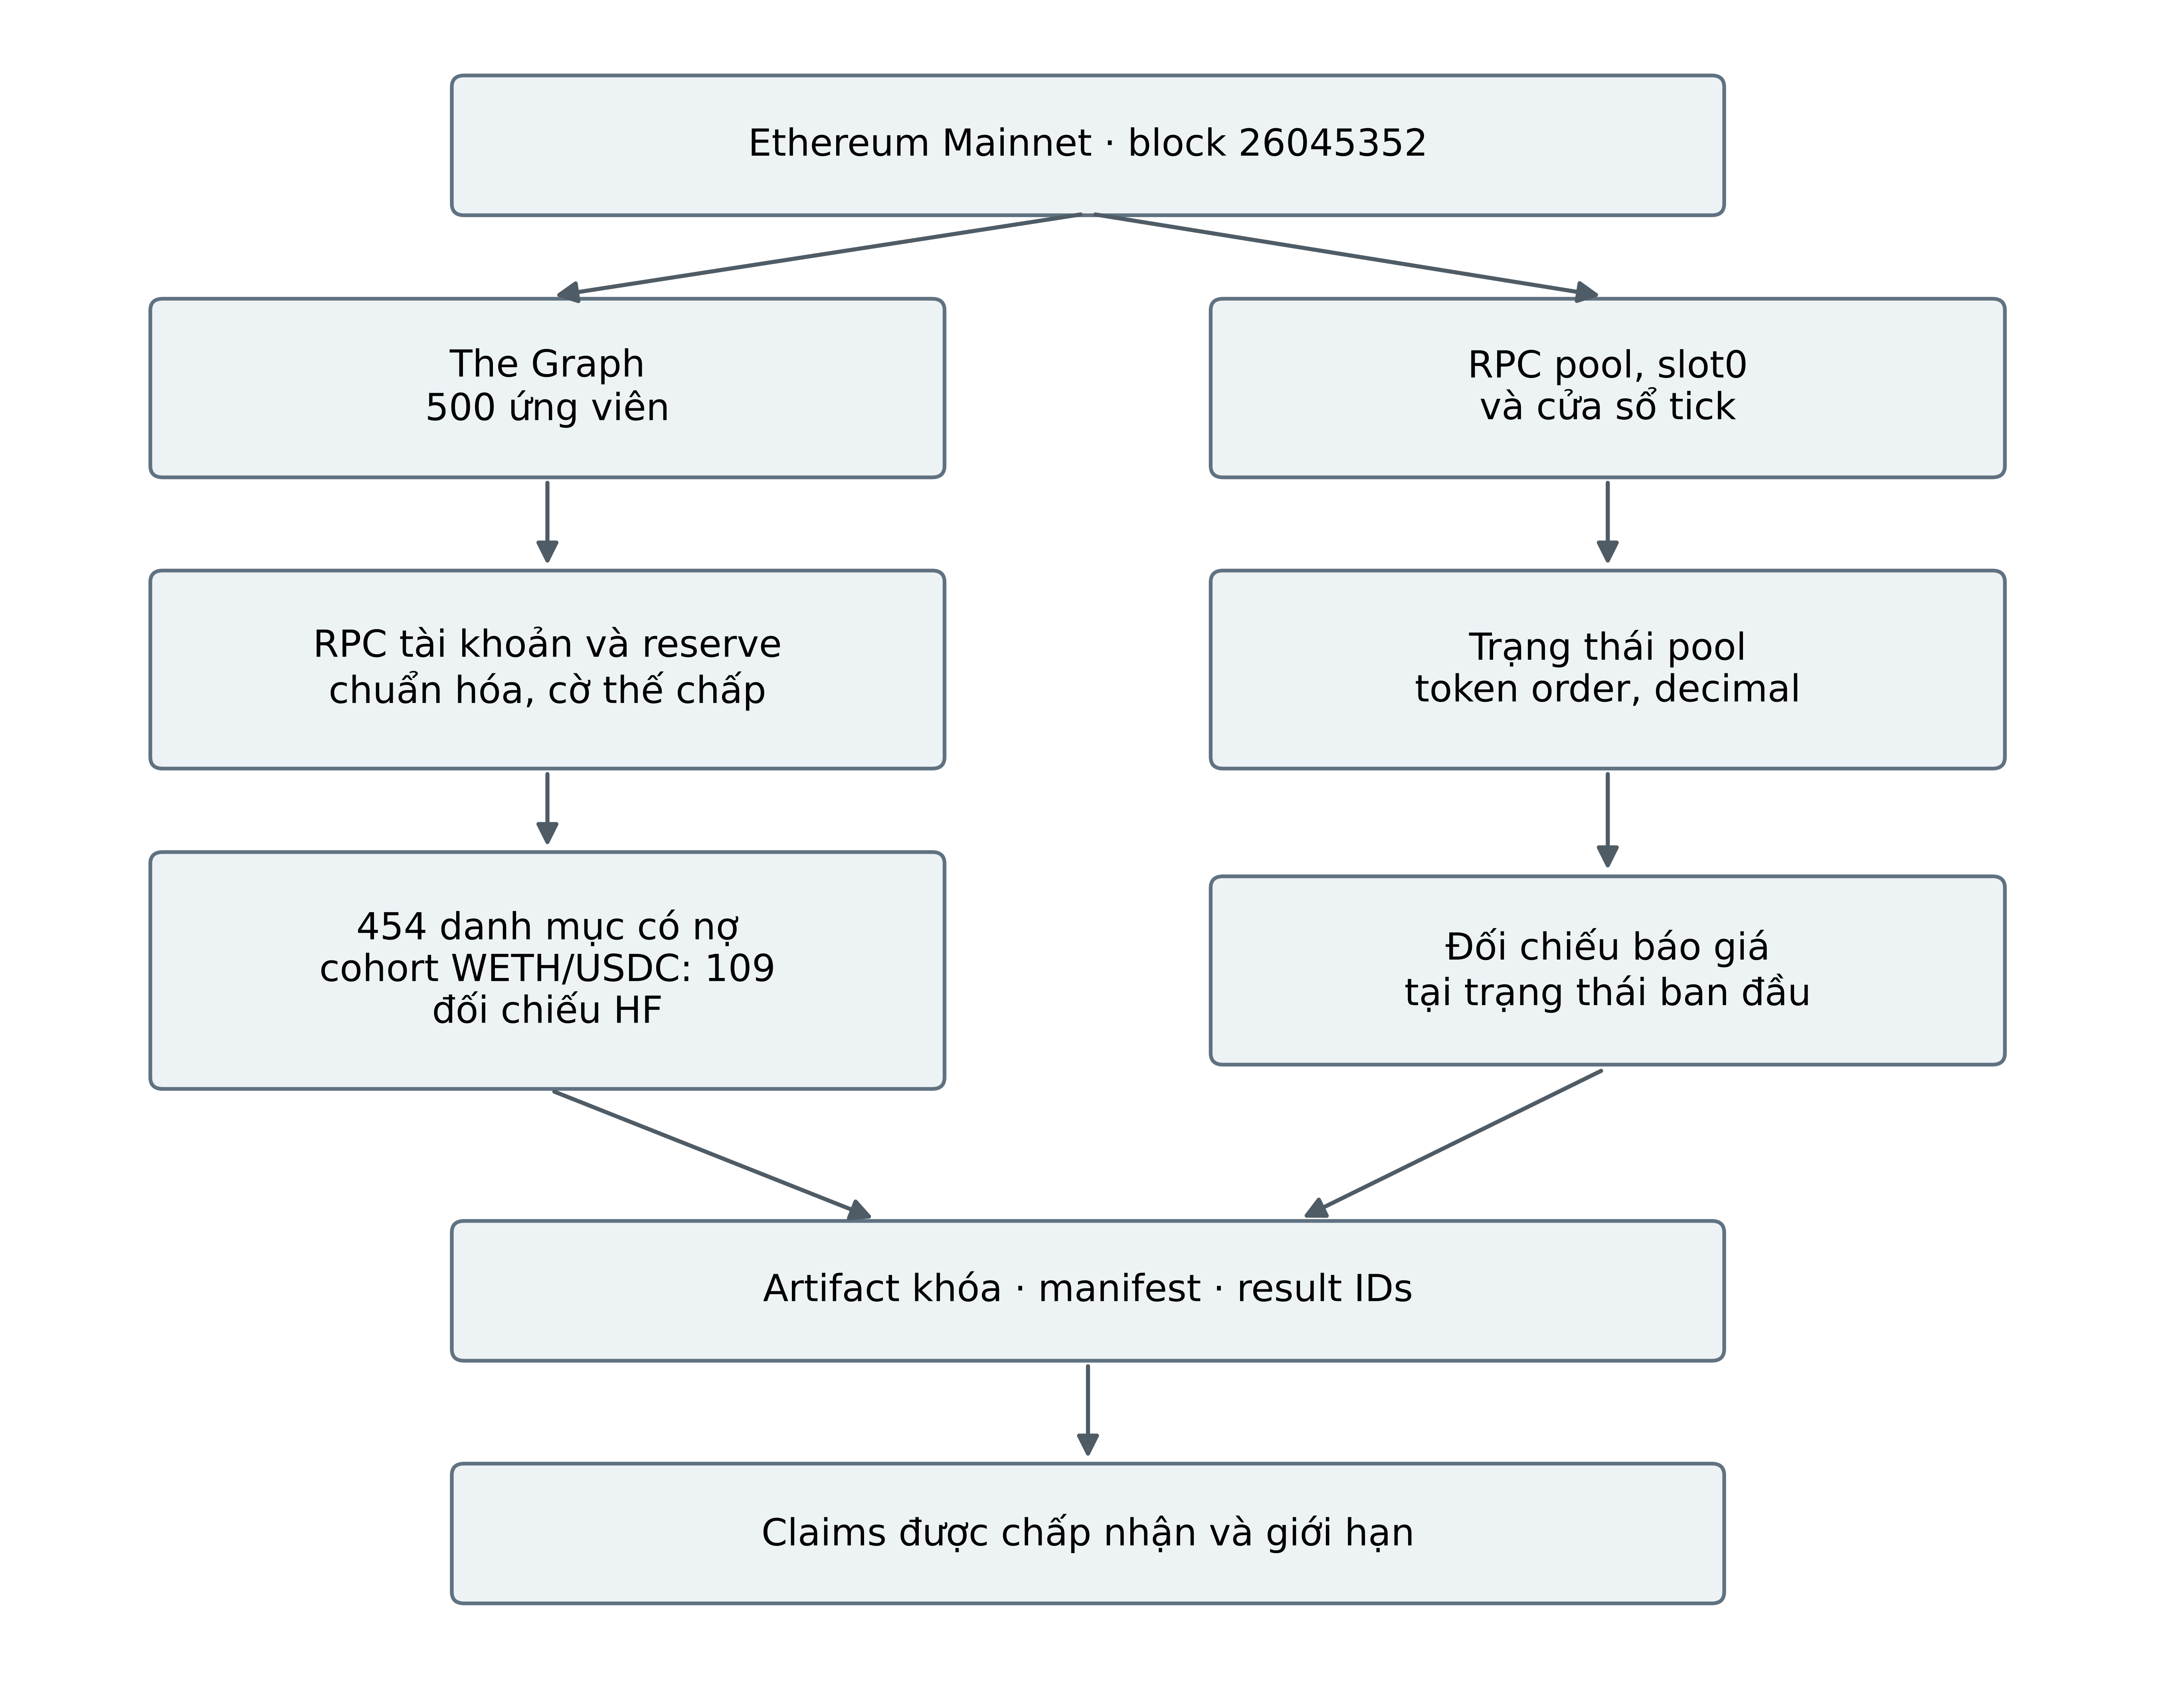 Ethereum Mainnet · block 26045352
The Graph
500 ứng viên
RPC pool, slot0
và cửa sổ tick
RPC tài khoản và reserve
chuẩn hóa, cờ thế chấp
Trạng thái pool
token order, decimal
454 danh mục có nợ
cohort WETH/USDC: 109
đối chiếu HF
Đối chiếu báo giá
tại trạng thái ban đầu
Artifact khóa · manifest · result IDs
Claims được chấp nhận và giới hạn